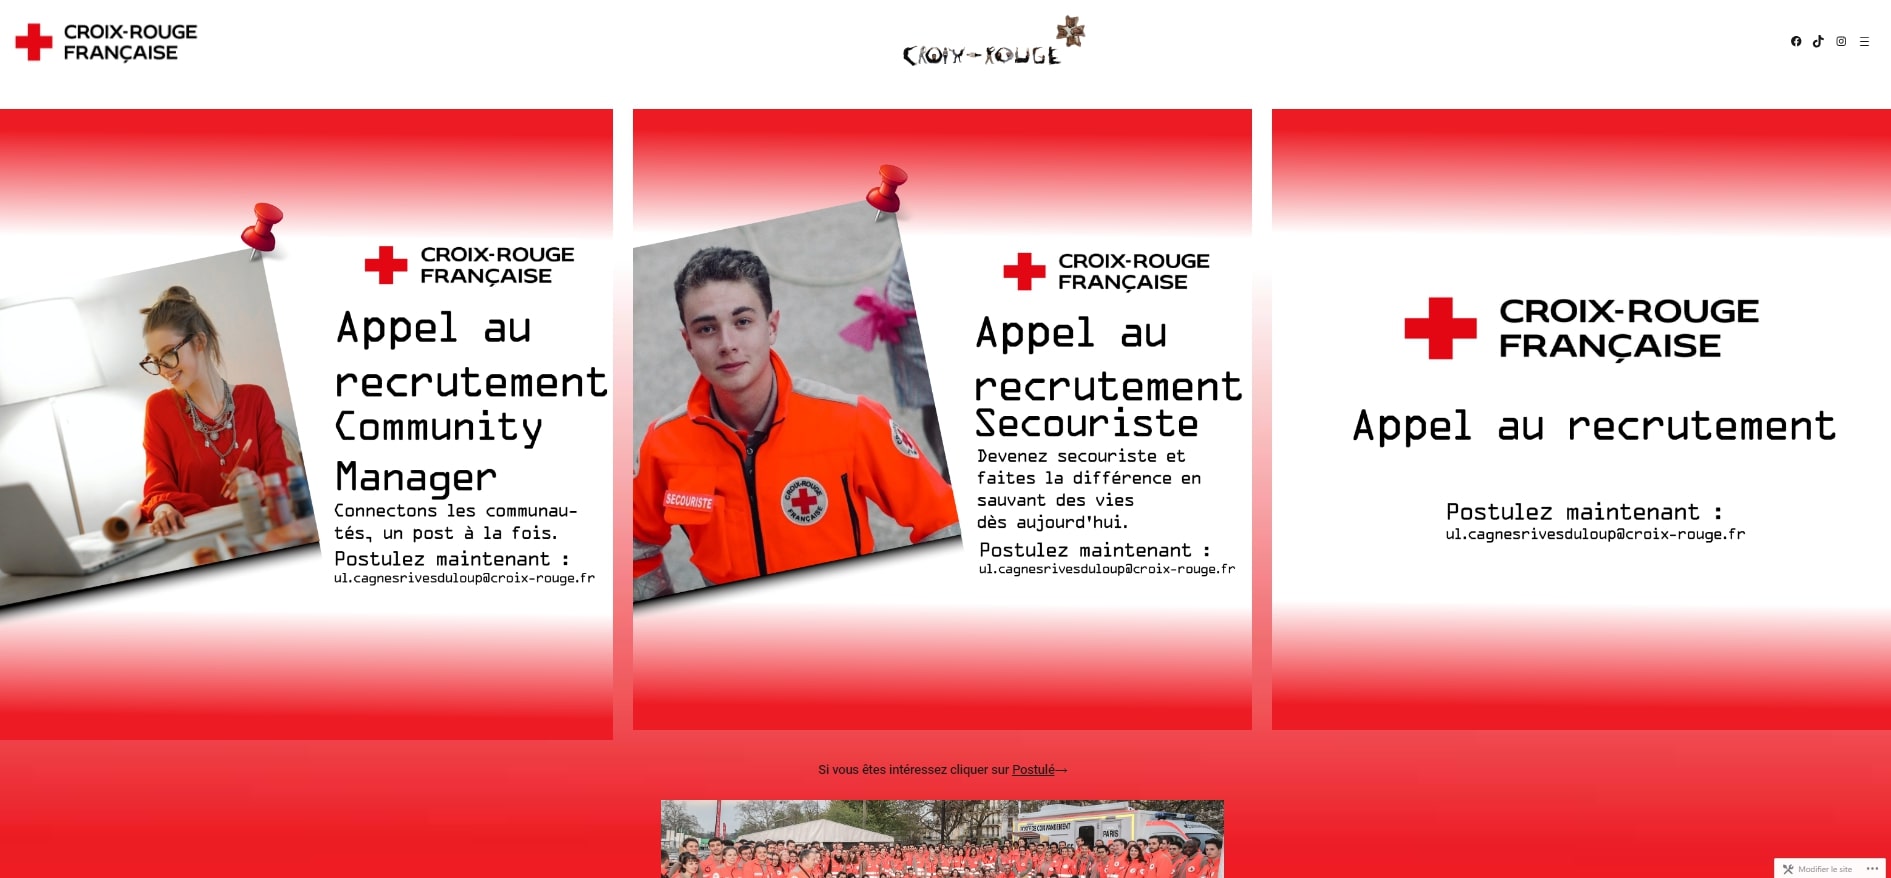 CROIX-ROUGE
FRANÇAISE
CROIX-ROUGE
CROIX-ROUGE
FRANÇAISE
Appel au
recrutement
Community
Manager
Connectons les communau-
tés, un post à la fois.
Postulez maintenant :
ul.cagnesrivesduloup@croix-rouge.fr
SECOURISTE
CROIX-ROUGE
FRANÇAISE
CROIX-ROUGE
FRANÇAISE
Appel au
recrutement
Secouriste
Devenez secouriste et
faites la différence en
sauvant des vies
dès aujourd'hui.
Postulez maintenant :
ul.cagnesrivesduloup@croix-rouge.fr
CROIX-ROUGE
FRANÇAISE
Appel au recrutement
Postulez maintenant :
ul.cagnesrivesduloup@croix-rouge.fr
Si vous êtes intéressez cliquer sur Postulé→
DE COMMANDEMENT
PARIS
Modifier le site